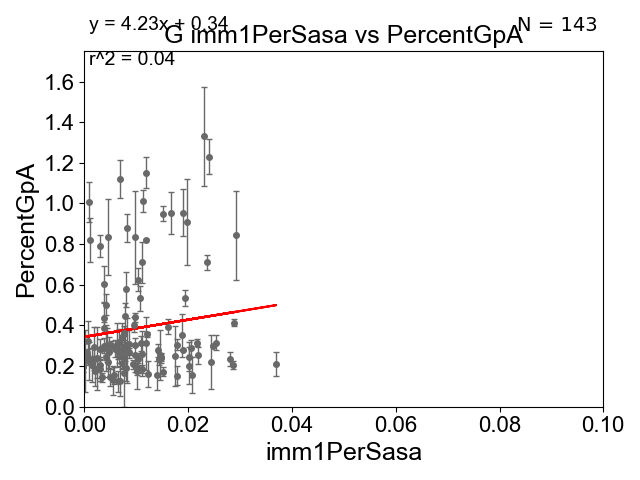 y = 4.23x + 0.34
N = 143
G imm1PerSasa vs PercentGpA
r^2 = 0.04
PercentGpA
1.6
1.4
1.2
1.0
0.8
0.6
0.4
0.2
0.0
0.00 0.02 0.04 0.06 0.08 0.10
imm1PerSasa